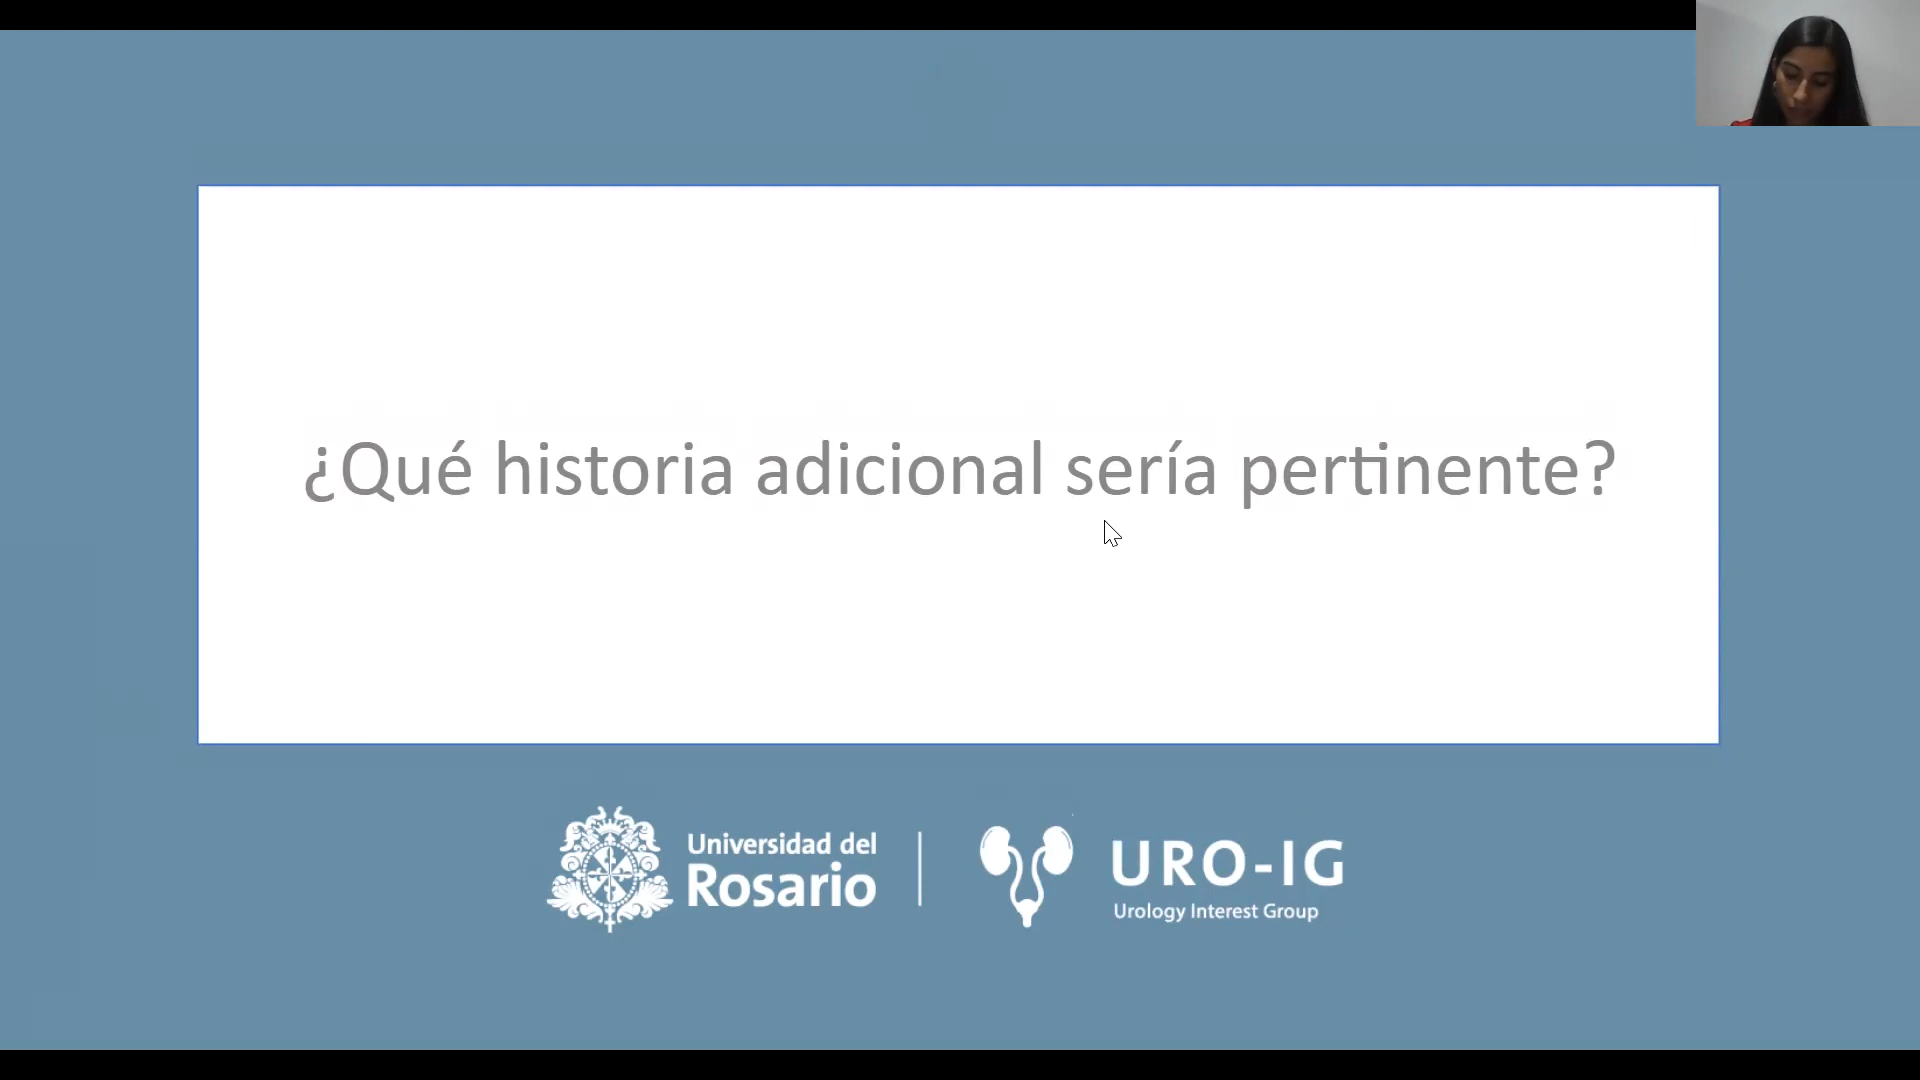 ¿Qué historia adicional sería pertinente?
Universidad del
Rosario
URO-IG
Urology Interest Group